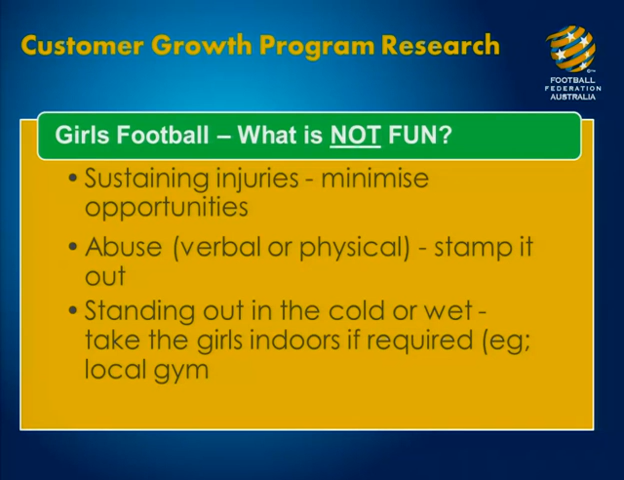 Customer Growth Program Research
FOOTBALL
FEDERATION
AUSTRALIA
Girls Football – What is NOT FUN?
• Sustaining injuries - minimise
opportunities
• Abuse (verbal or physical) - stamp it
out
• Standing out in the cold or wet -
take the girls indoors if required (eg;
local gym